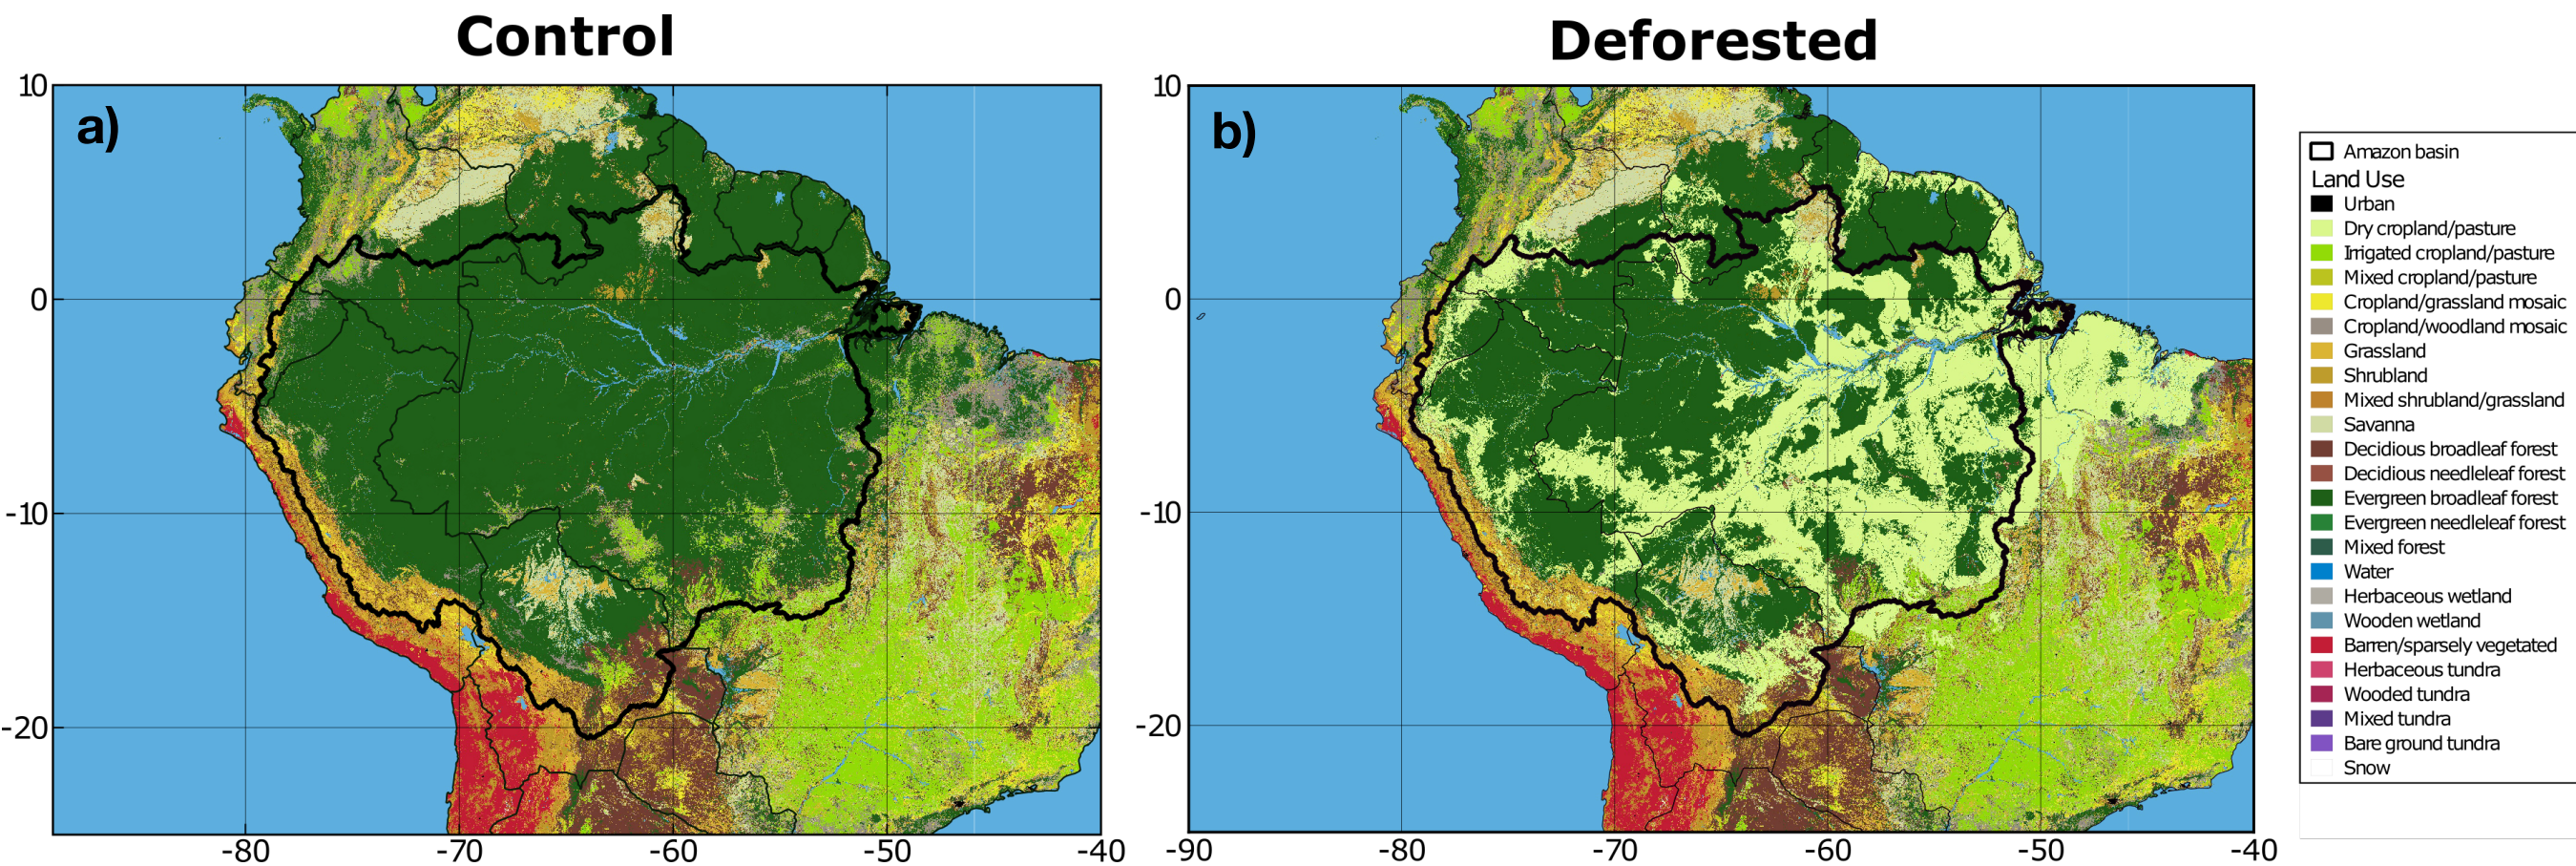 Control
Deforested
a)
b)
10
0
-10
-20
-80
-70
-60
-50
-40
10
0
-10
-20
-90
-80
-70
-60
-50
-40
Amazon basin
Land Use
Urban
Dry cropland/pasture
Irrigated cropland/pasture
Mixed cropland/pasture
Cropland/grassland mosaic
Cropland/woodland mosaic
Grassland
Shrubland
Mixed shrubland/grassland
Savanna
Decidious broadleaf forest
Decidious needleleaf forest
Evergreen broadleaf forest
Evergreen needleleaf forest
Mixed forest
Water
Herbaceous wetland
Wooden wetland
Barren/sparsely vegetated
Herbaceous tundra
Wooded tundra
Mixed tundra
Bare ground tundra
Snow